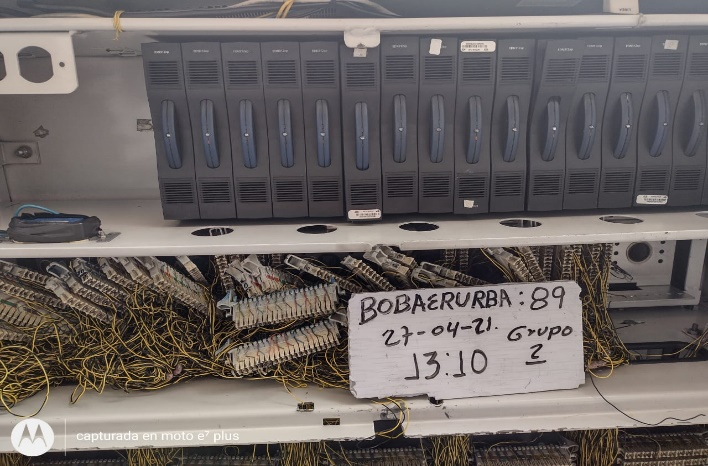 BOBAERURBA: 89
27-04-21.
Grupo
13:10
2
capturada en moto e⁷ plus